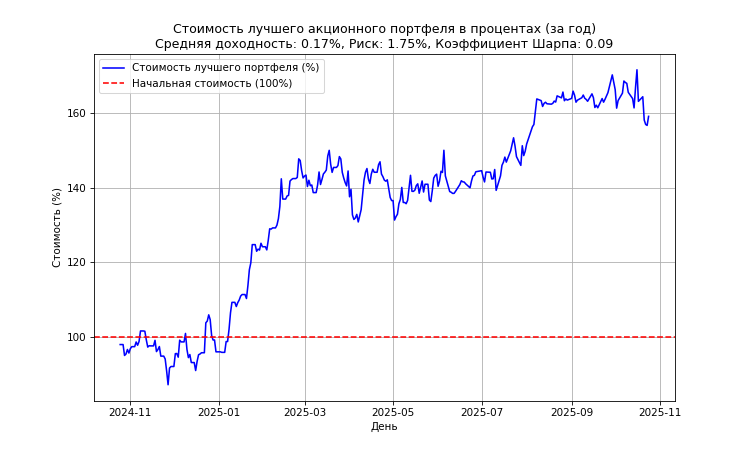 Стоимость лучшего акционного портфеля в процентах (за год)
Средняя доходность: 0.17%, Риск: 1.75%, Коэффициент Шарпа: 0.09
Стоимость лучшего портфеля (%)
Начальная стоимость (100%)
Стоимость (%)
160
140
120
100
2024-11
2025-01
2025-03
2025-05
2025-07
2025-09
2025-11
День